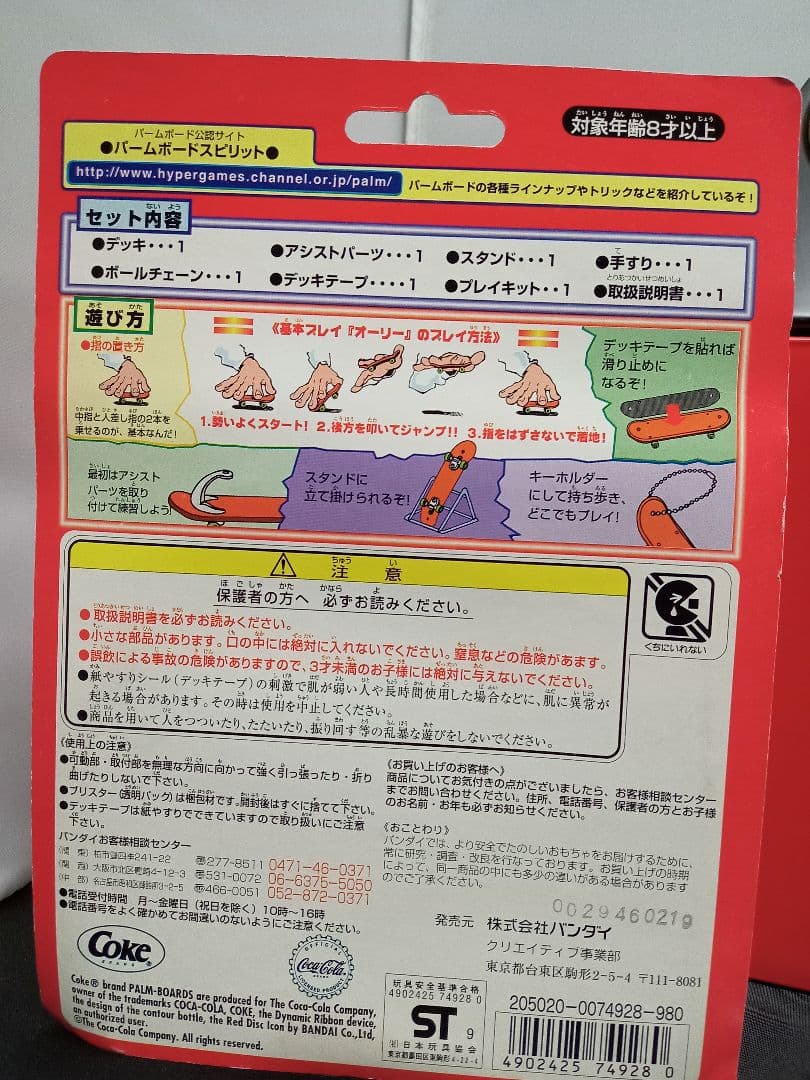 対象年齢8才以上
パームボード公認サイト
●パームボードスピリット●
http://www.hypergames.channel.or.jp/palm/
パームボードの各種ラインナップやトリックなどを紹介しているぞ!
セット内容
●デッキ・・・1 ●アシストパーツ・・・1 ●スタンド・・・1 ●手すり・・・1
●ボールチェーン・・・1 ●デッキテープ・・・・1 ●プレイキット・・1 ●取扱説明書・・・1
遊び方
●指の置き方
中指と人差し指の2本を
乗せるのが、基本なんだ!
《基本プレイ『オーリー』のプレイ方法》
1.勢いよくスタート! 2.後方を叩いてジャンプ!! 3.指をはずさないで着地!
デッキテープを貼れば
滑り止めに
なるぞ!
最初はアシスト
パーツを取り
付けて練習しよう!
スタンドに
立て掛けられるぞ!
キーホルダー
にして持ち歩き、
どこでもプレイ!
注意
保護者の方へ 必ずお読みください。
●取扱説明書を必ずお読みください。
●小さな部品があります。口の中には絶対に入れないでください。窒息などの危険があます。
●誤飲による事故の危険がありますので、3才未満のお子様には絶対に与えないでください。
●紙やすりシール(デッキテープ)の刺激で肌が弱い人や長時間使用した場合などに、肌に異常が
起きる場合があります。その時は使用を中止してください。
●商品を用いて人をつついたり、たたいたり、振り回す等の乱暴な遊びをしないでください。
くちにいれない
《使用上の注意》
●可動部・取付部を無理な方向に向かって強く引っ張ったり・折り
曲げたりしないで下さい。
●ブリスター(透明パック)は梱包材です。開封後はすぐに捨てて下さい。
●デッキテープは紙やすりでできていますので取り扱いにご注意
下さい。
バンダイお客様相談センター
〒277-8511 0471-46-0371
〒531-0072 06-6375-5050
〒466-0051 052-872-0371
●電話受付時間 月~金曜日(祝日を除く)10時~16時
●電話番号をよく確かめてお間違いのないようにご注意ください。
《お買い上げのお客様へ》
商品についてお気付きの点がございましたら、お客様相談センター
までお問い合わせください。住所、電話番号、保護者の方とお子様
のお名前・お年も必ずお知らせください。
《おことわり》
バンダイでは、より安全でたのしいおもちゃをお届けするために、
常に研究・調査・改良を行なっております。お買い上げの時期
によって、同一商品の中にも多少の違いがある場合があります
のでご了承ください。
0029460219
発売元 株式会社バンダイ
クリエイティブ事業部
東京都台東区駒形2-5-4 〒111-8081
Coke
OFFICIAL
Coca-Cola
LICENSED PRODUCT
Coke® brand PALM-BOARDS are produced for The Coca-Cola Company,
owner of the trademarks COCA-COLA, COKE, the Dynamic Ribbon device,
the design of the contour bottle, the Red Disc Icon by BANDAI Co.,Ltd,
an authorized user.
©The Coca-Cola Company. All rights reserved.
玩具安全基準合格
4902425 74928 0
ST 9
(社)日本玩具協会
205020-0074928-980
4902425 749280